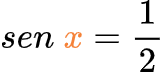 sen x = 1/2